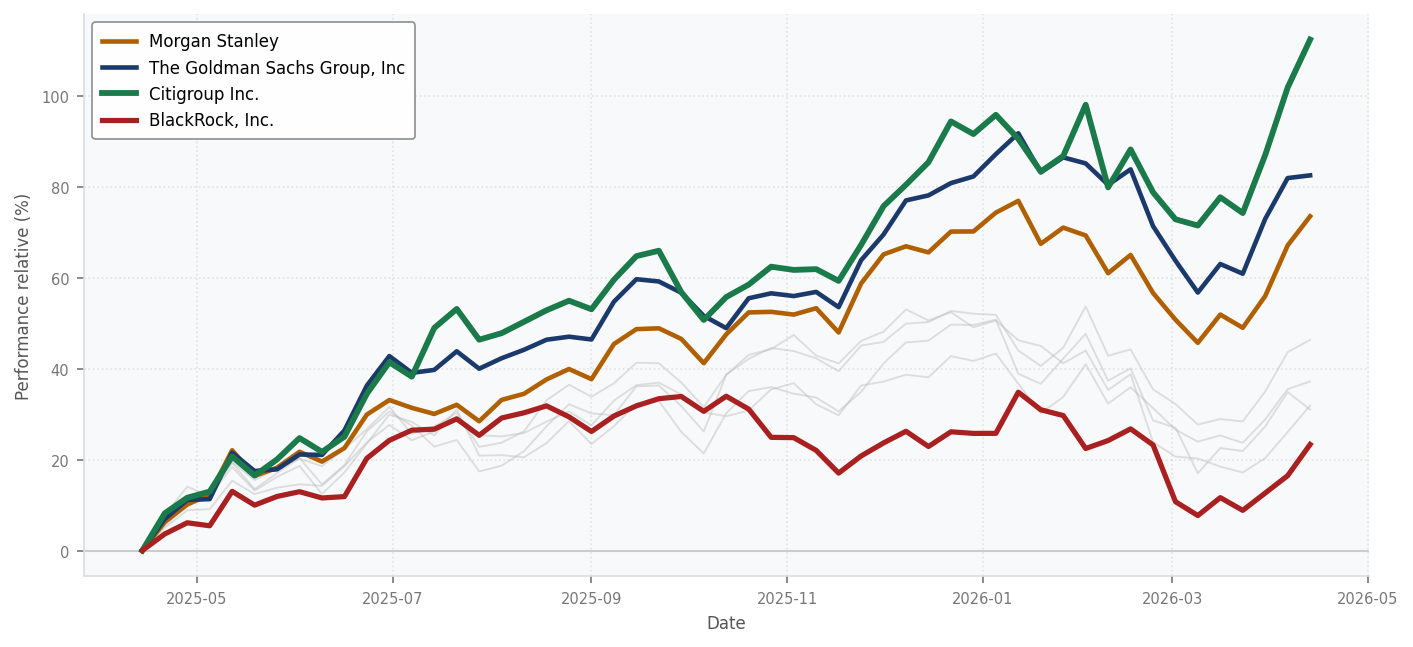 Morgan Stanley
The Goldman Sachs Group, Inc
Citigroup Inc.
BlackRock, Inc.
Performance relative (%)
100
80
60
40
20
0
2025-05
2025-07
2025-09
2025-11
2026-01
2026-03
2026-05
Date